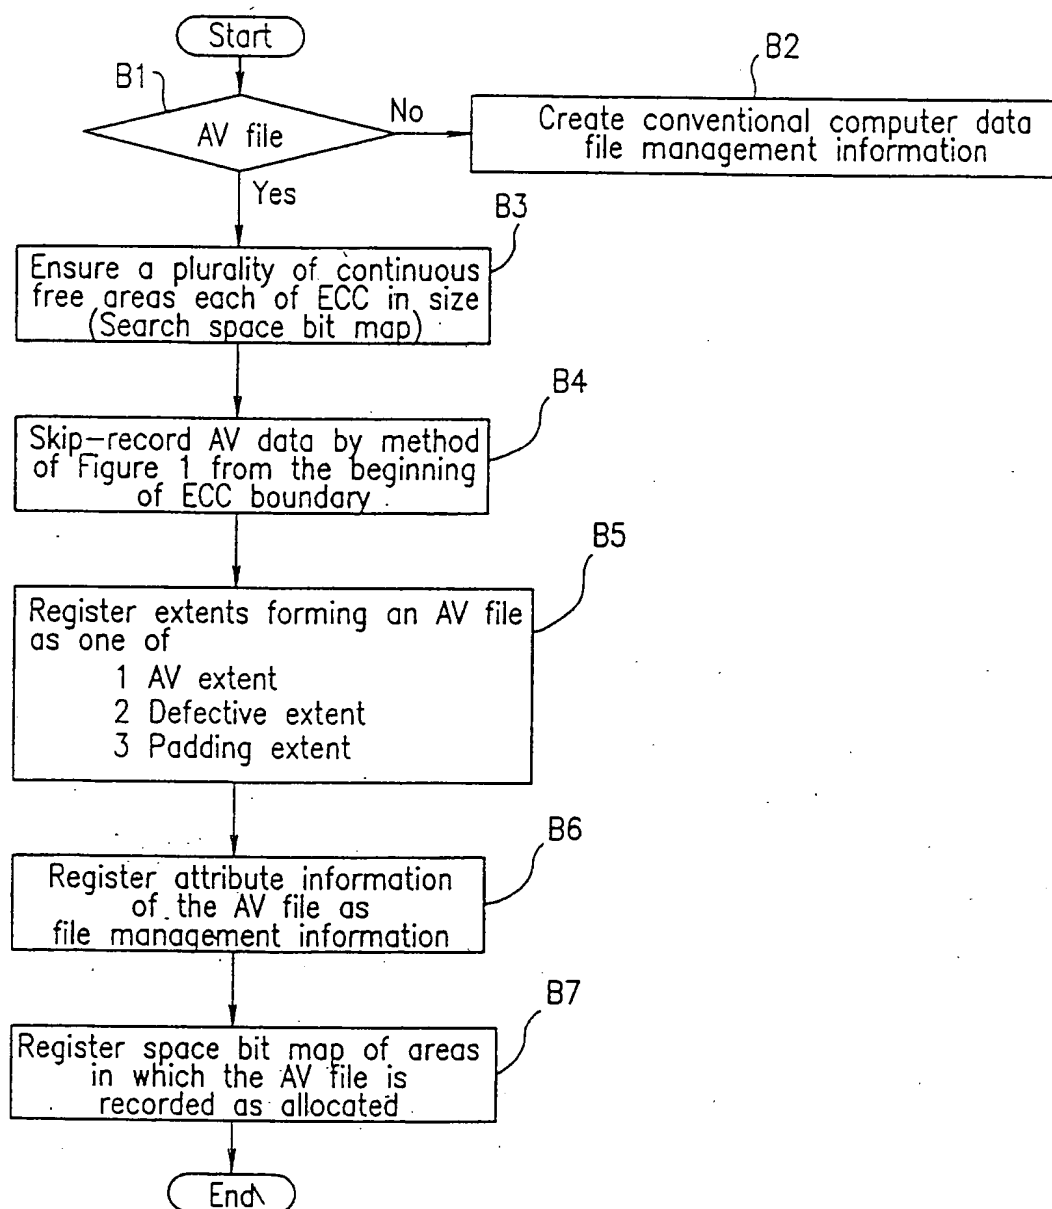 Start
B1
AV file
No
Yes
B2
Create conventional computer data
file management information
B3
Ensure a plurality of continuous
free areas each of ECC in size
(Search space bit map)
B4
Skip-record AV data by method
of Figure 1 from the beginning
of ECC boundary
B5
Register extents forming an AV file
as one of
1 AV extent
2 Defective extent
3 Padding extent
B6
Register attribute information
of the AV file as
file management information
B7
Register space bit map of areas
in which the AV file is
recorded as allocated
End